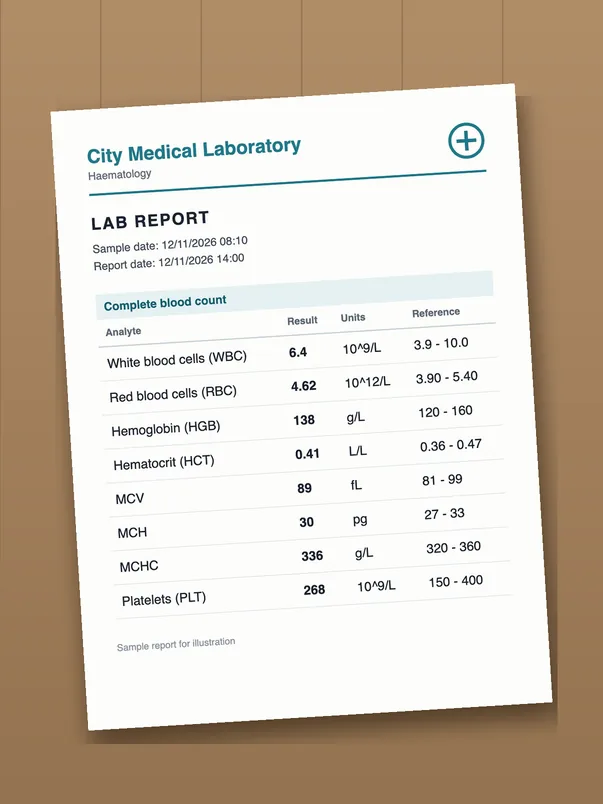 City Medical Laboratory
Haematology
LAB REPORT
Sample date: 12/11/2026 08:10
Report date: 12/11/2026 14:00
Complete blood count
Analyte Result Units Reference
White blood cells (WBC) 6.4 10^9/L 3.9 - 10.0
Red blood cells (RBC) 4.62 10^12/L 3.90 - 5.40
Hemoglobin (HGB) 138 g/L 120 - 160
Hematocrit (HCT) 0.41 L/L 0.36 - 0.47
MCV 89 fL 81 - 99
MCH 30 pg 27 - 33
MCHC 336 g/L 320 - 360
Platelets (PLT) 268 10^9/L 150 - 400
Sample report for illustration